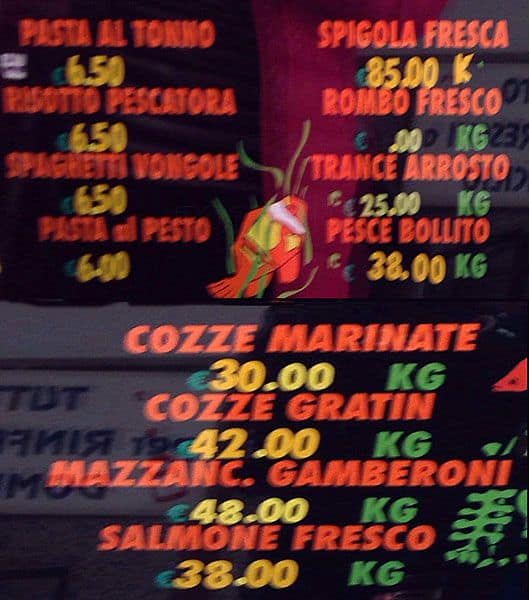 PASTA AL TONNO
€6.50
RISOTTO PESCATORA
€6.50
SPAGHETTI VONGOLE
€6.50
PASTA al PESTO
€6.00
SPIGOLA FRESCA
€85.00 K
ROMBO FRESCO
€ .00 KG
TRANCE ARROSTO
€ 25.00 KG
PESCE BOLLITO
€ 38.00 KG
COZZE MARINATE
€30.00 KG
COZZE GRATIN
€42.00 KG
MAZZANC. GAMBERONI
€48.00 KG
SALMONE FRESCO
€38.00 KG